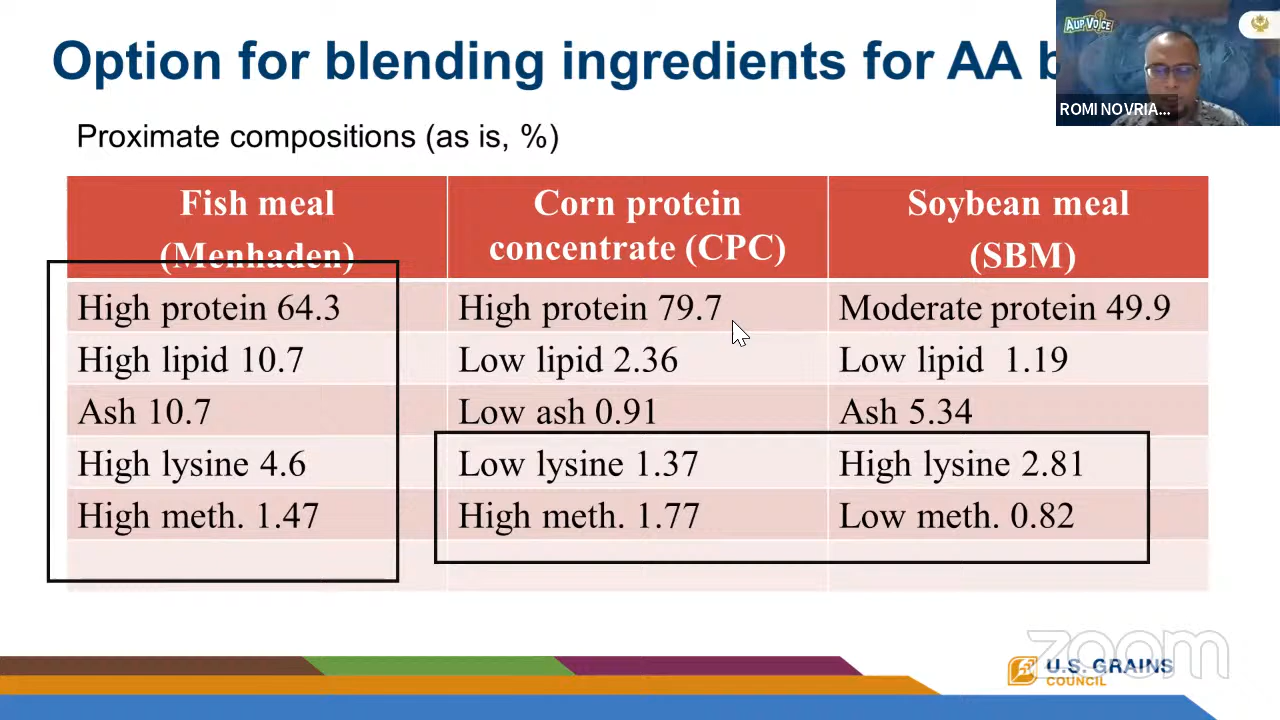 Option for blending ingredients for AA b
AUP VOICE
ROMI NOVRIA...
Proximate compositions (as is, %)
Fish meal
(Menhaden)
Corn protein
concentrate (CPC)
Soybean meal
(SBM)
High protein 64.3
High protein 79.7
Moderate protein 49.9
High lipid 10.7
Low lipid 2.36
Low lipid 1.19
Ash 10.7
Low ash 0.91
Ash 5.34
High lysine 4.6
Low lysine 1.37
High lysine 2.81
High meth. 1.47
High meth. 1.77
Low meth. 0.82
zoom
U.S. GRAINS
COUNCIL